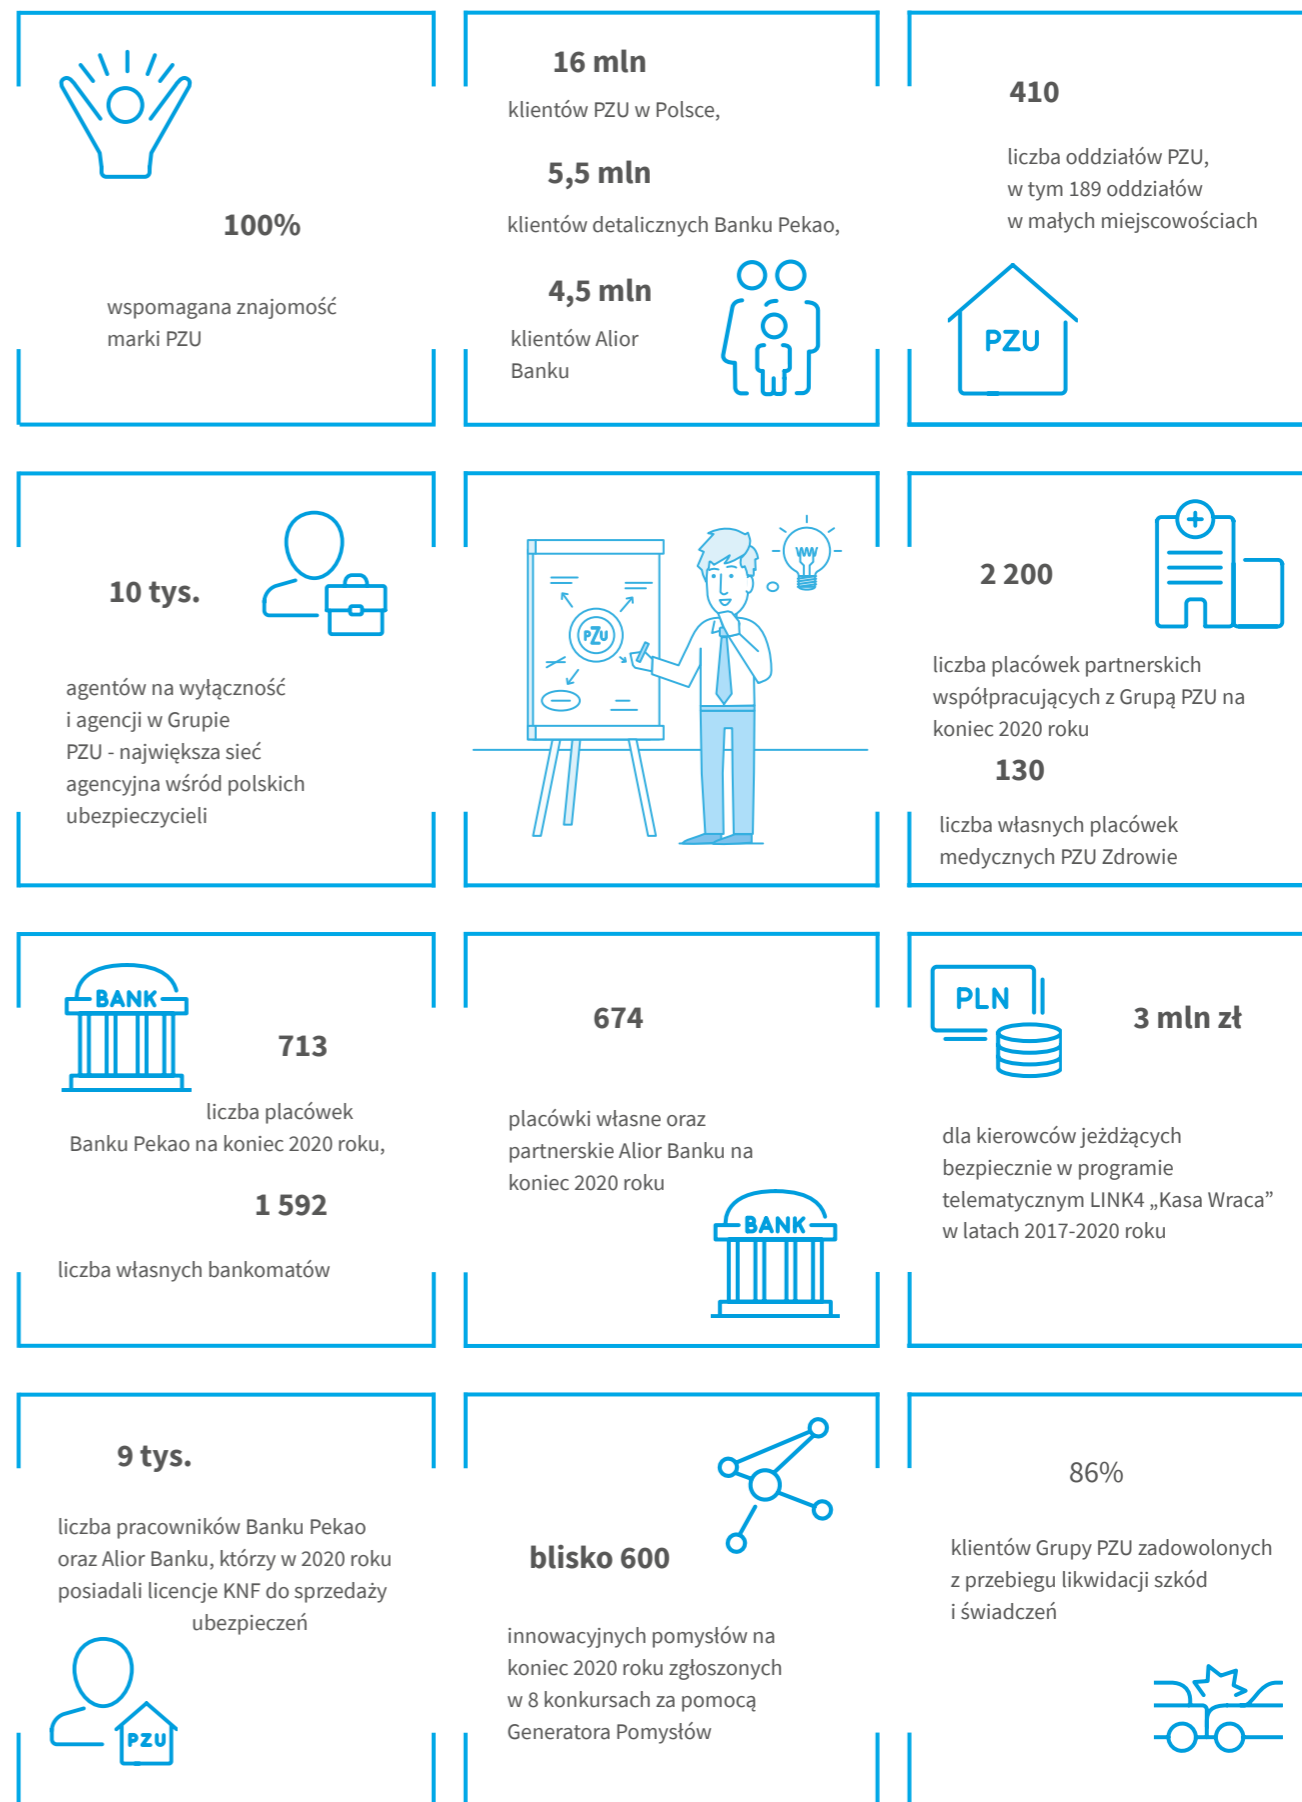 100%
wspomagana znajomość
marki PZU
16 mln
klientów PZU w Polsce,
5,5 mln
klientów detalicznych Banku Pekao,
4,5 mln
klientów Alior
Banku
410
liczba oddziałów PZU,
w tym 189 oddziałów
w małych miejscowościach
PZU
10 tys.
agentów na wyłączność
i agencji w Grupie
PZU - największa sieć
agencyjna wśród polskich
ubezpieczycieli
PZU
2 200
liczba placówek partnerskich
współpracujących z Grupą PZU na
koniec 2020 roku
130
liczba własnych placówek
medycznych PZU Zdrowie
BANK
713
liczba placówek
Banku Pekao na koniec 2020 roku,
1 592
liczba własnych bankomatów
674
placówki własne oraz
partnerskie Alior Banku na
koniec 2020 roku
BANK
PLN
3 mln zł
dla kierowców jeżdżących
bezpiecznie w programie
telematycznym LINK4 „Kasa Wraca”
w latach 2017-2020 roku
9 tys.
liczba pracowników Banku Pekao
oraz Alior Banku, którzy w 2020 roku
posiadali licencje KNF do sprzedaży
ubezpieczeń
PZU
blisko 600
innowacyjnych pomysłów na
koniec 2020 roku zgłoszonych
w 8 konkursach za pomocą
Generatora Pomysłów
86%
klientów Grupy PZU zadowolonych
z przebiegu likwidacji szkód
i świadczeń